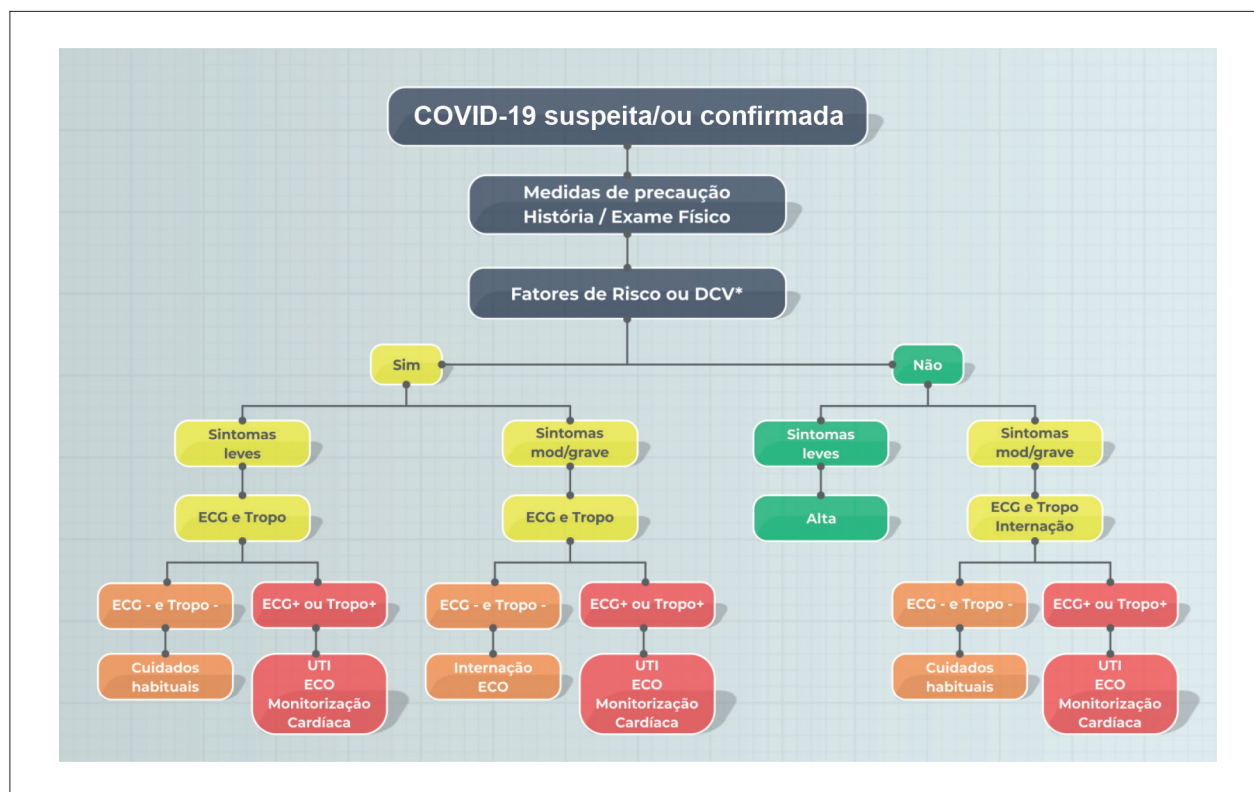 COVID-19 suspeita/ou confirmada
Medidas de precaução
História / Exame Físico
Fatores de Risco ou DCV*
Sim
Não
Sintomas
leves
Sintomas
mod/grave
Sintomas
leves
Sintomas
mod/grave
ECG e Tropo
ECG e Tropo
Alta
ECG e Tropo
Internação
ECG - e Tropo -
ECG+ ou Tropo+
ECG - e Tropo -
ECG+ ou Tropo+
ECG - e Tropo -
ECG+ ou Tropo+
Cuidados
habituais
UTI
ECO
Monitorização
Cardíaca
Internação
ECO
UTI
ECO
Monitorização
Cardíaca
Cuidados
habituais
UTI
ECO
Monitorização
Cardíaca